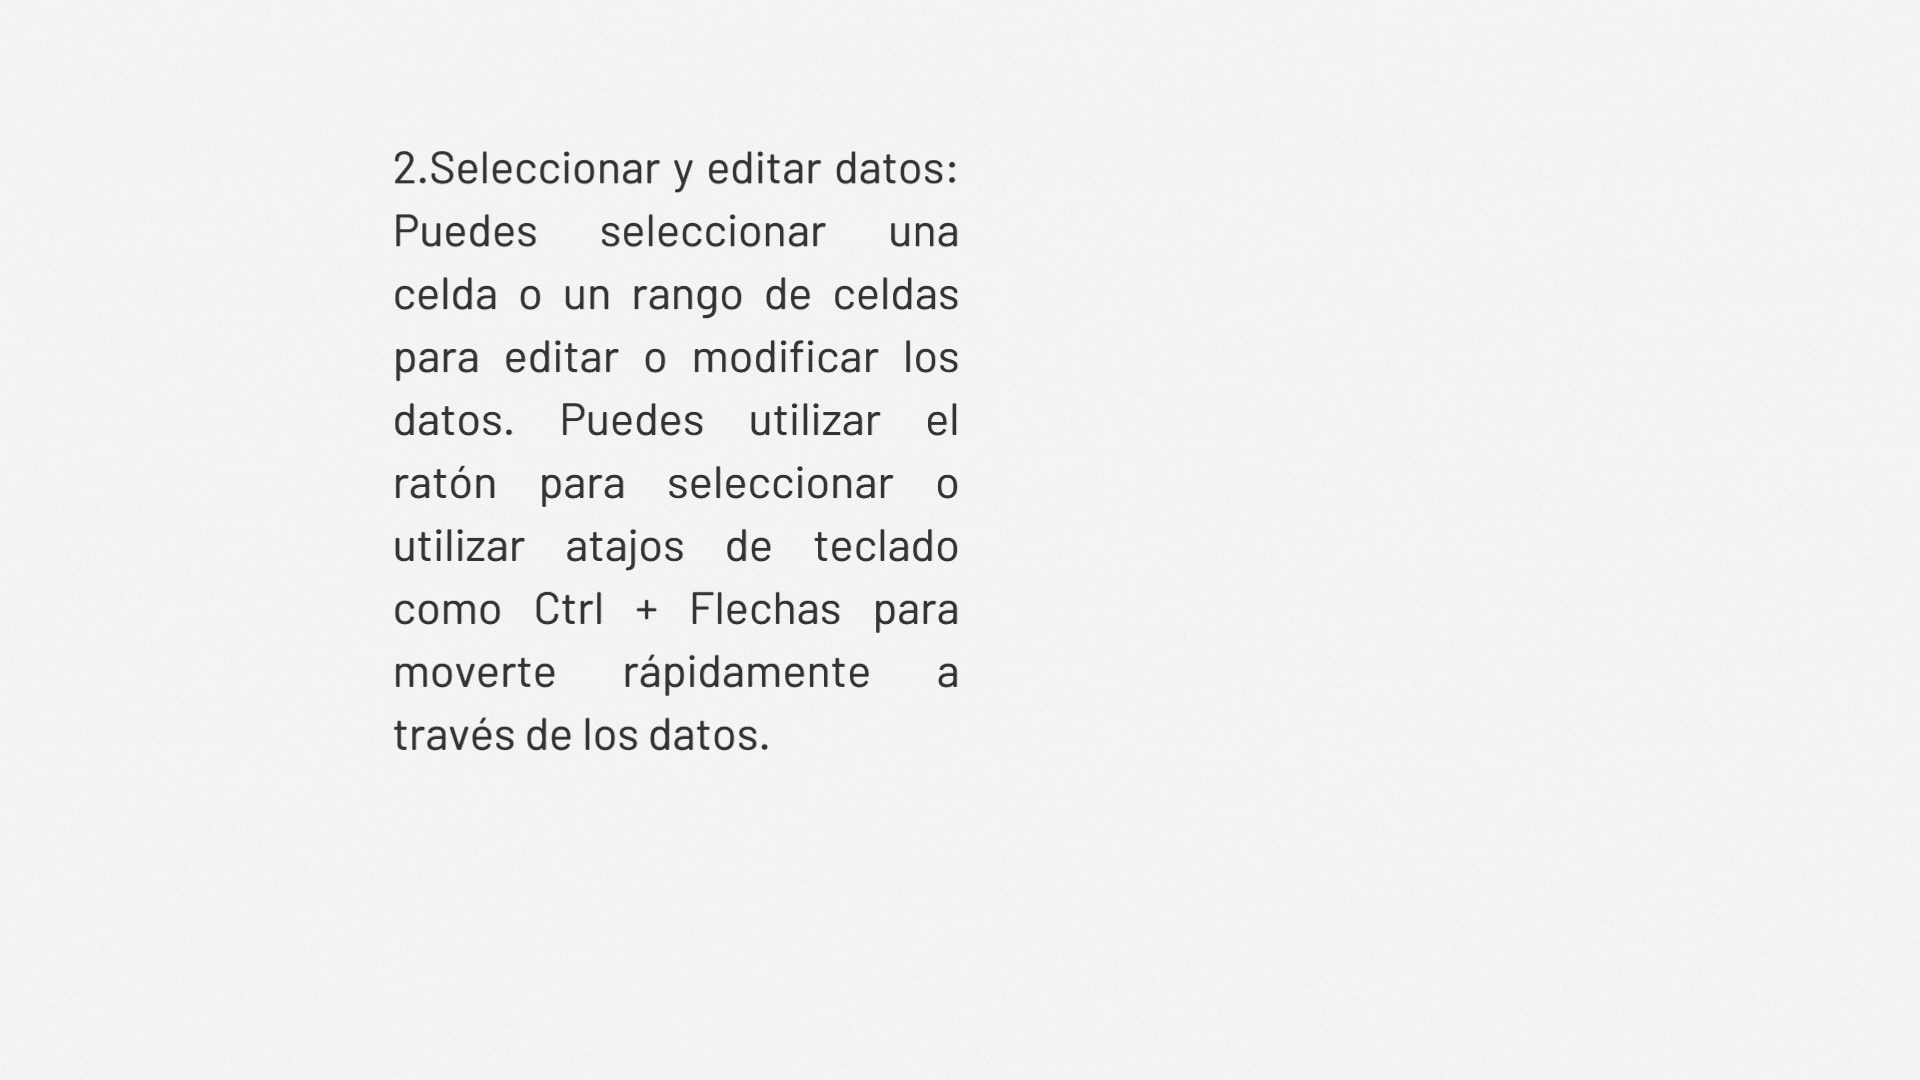 2.Seleccionar y editar datos:
Puedes seleccionar una
celda o un rango de celdas
para editar o modificar los
datos. Puedes utilizar el
ratón para seleccionar o
utilizar atajos de teclado
como Ctrl + Flechas para
moverte rápidamente a
través de los datos.